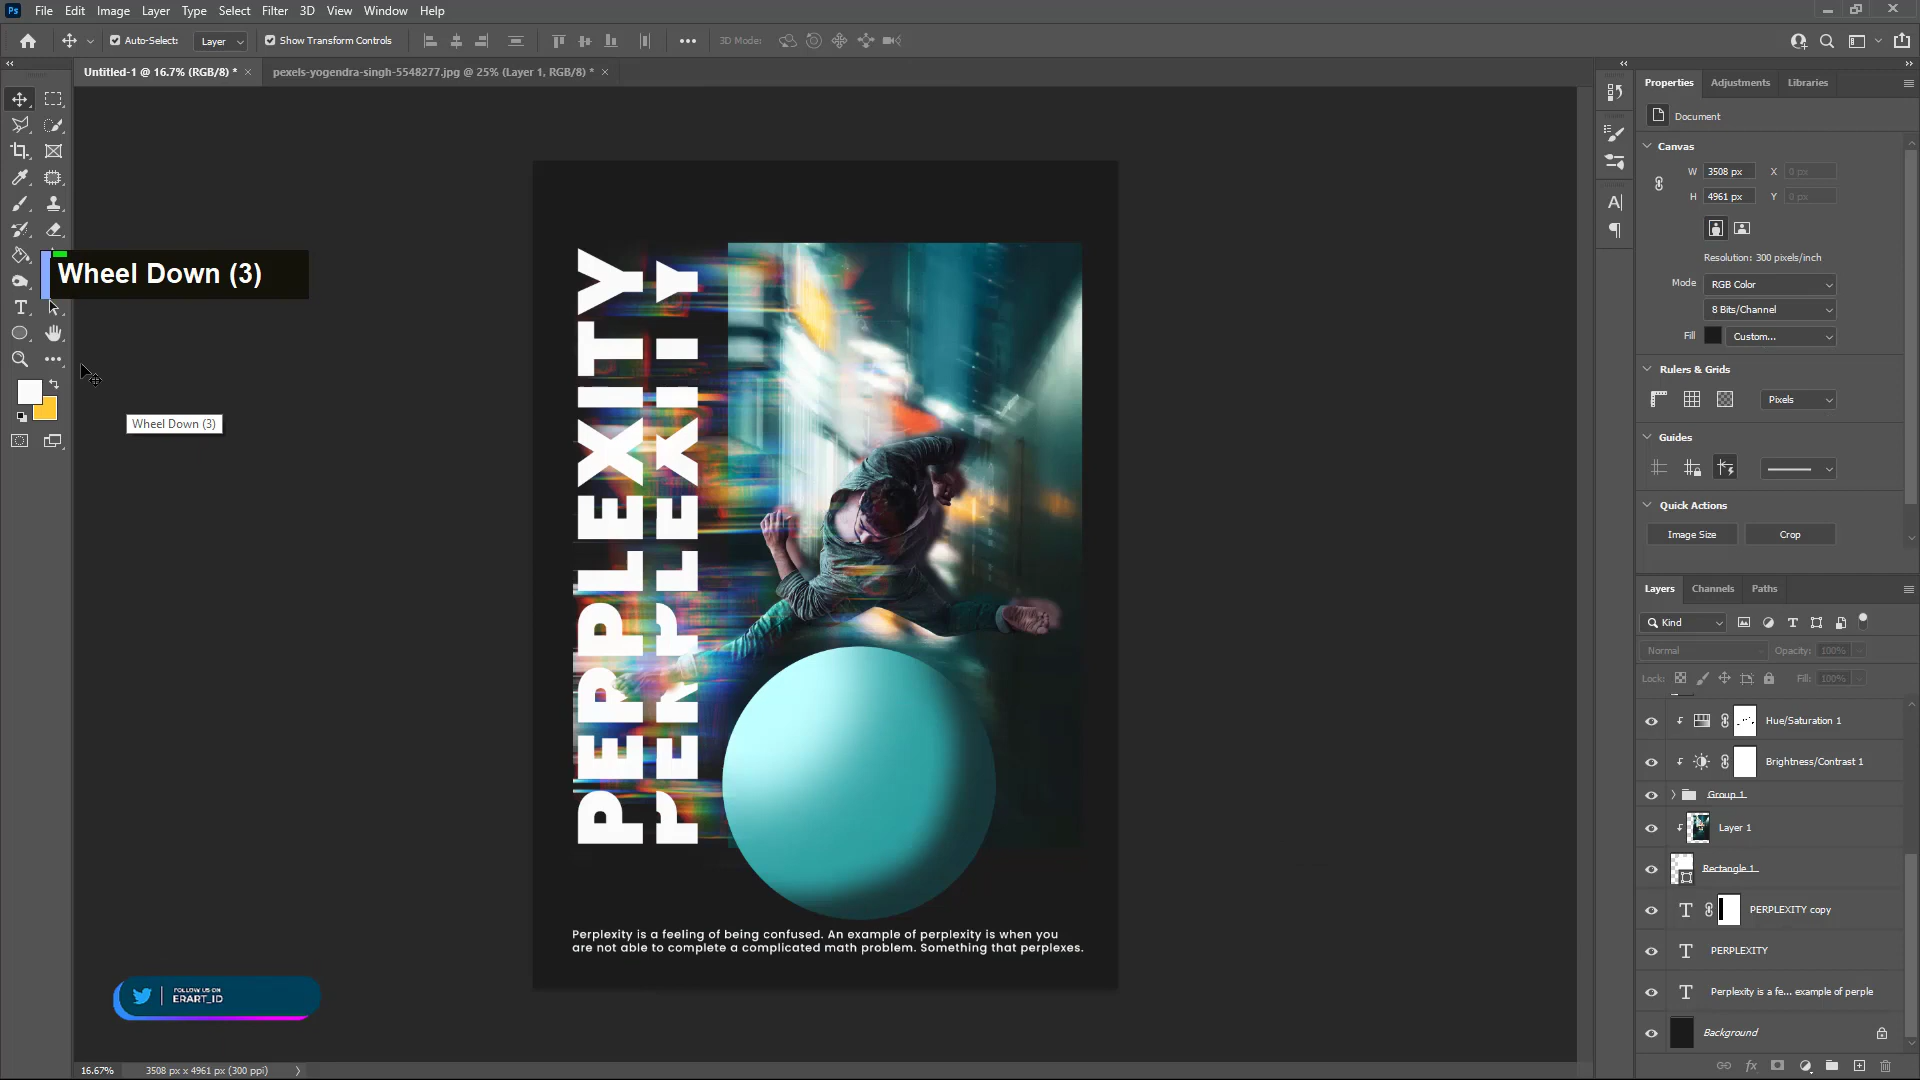 File Edit Image Layer Type Select Filter 3D View Window Help
Auto-Select: Layer Show Transform Controls 3D Mode:
Untitled-1 @ 16.7% (RGB/8) * × pexels-yogendra-singh-5548277.jpg @ 25% (Layer 1, RGB/8) * ×
Wheel Down (3)
Wheel Down (3)
PERPLEXITY
PERPLEXITY
Perplexity is a feeling of being confused. An example of perplexity is when you
are not able to complete a complicated math problem. Something that perplexes.
FOLLOW US ON
ERART_ID
16.67% 3508 px x 4961 px (300 ppi)
Properties Adjustments Libraries
Document
Canvas
W 3508 px X 0 px
H 4961 px Y 0 px
Resolution: 300 pixels/inch
Mode RGB Color
8 Bits/Channel
Fill Custom...
Rulers & Grids
Pixels
Guides
Quick Actions
Image Size Crop
Layers Channels Paths
Kind
Normal Opacity: 100%
Lock: Fill: 100%
Hue/Saturation 1
Brightness/Contrast 1
Group 1
Layer 1
Rectangle 1
PERPLEXITY copy
PERPLEXITY
Perplexity is a fe... example of perple
Background